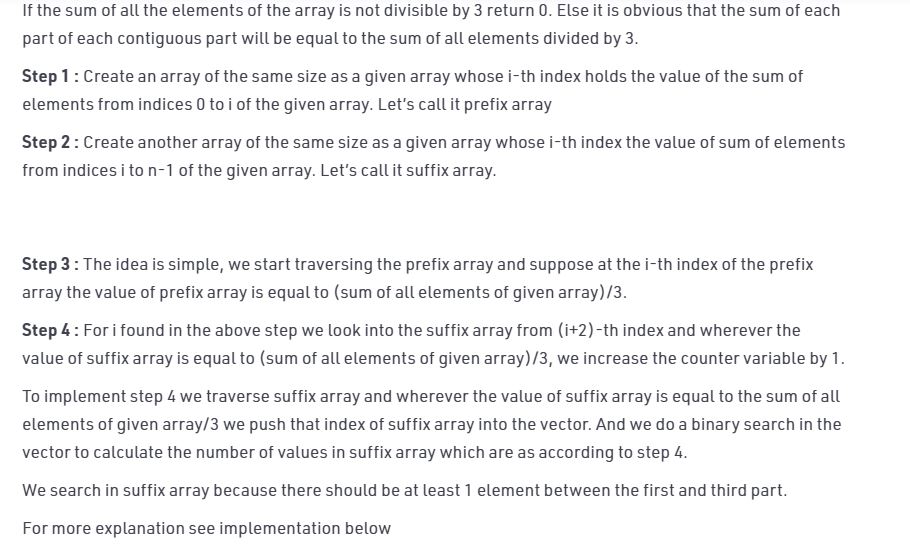 If the sum of all the elements of the array is not divisible by 3 return 0. Else it is obvious that the sum of each
part of each contiguous part will be equal to the sum of all elements divided by 3.
Step 1 : Create an array of the same size as a given array whose i-th index holds the value of the sum of
elements from indices 0 to i of the given array. Let's call it prefix array
Step 2 : Create another array of the same size as a given array whose i-th index the value of sum of elements
from indices i to n-1 of the given array. Let's call it suffix array.
Step 3 : The idea is simple, we start traversing the prefix array and suppose at the i-th index of the prefix
array the value of prefix array is equal to (sum of all elements of given array)/3.
Step 4 : For i found in the above step we look into the suffix array from (i+2)-th index and wherever the
value of suffix array is equal to (sum of all elements of given array)/3, we increase the counter variable by 1.
To implement step 4 we traverse suffix array and wherever the value of suffix array is equal to the sum of all
elements of given array/3 we push that index of suffix array into the vector. And we do a binary search in the
vector to calculate the number of values in suffix array which are as according to step 4.
We search in suffix array because there should be at least 1 element between the first and third part.
For more explanation see implementation below